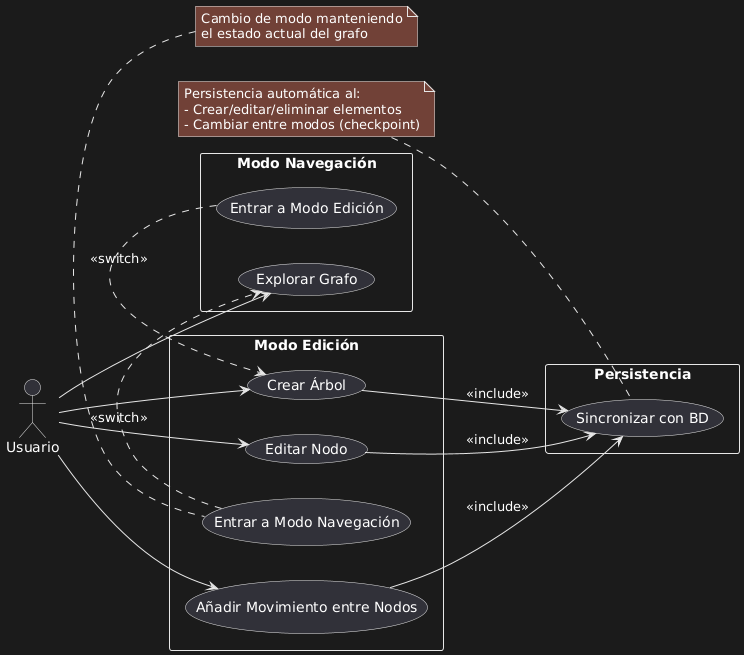 Cambio de modo manteniendo
el estado actual del grafo
Persistencia automática al:
- Crear/editar/eliminar elementos
- Cambiar entre modos (checkpoint)
Modo Navegación
Entrar a Modo Edición
«switch»
Explorar Grafo
Modo Edición
Crear Árbol
Persistencia
«include»
Sincronizar con BD
«switch»
Usuario
Editar Nodo
«include»
Entrar a Modo Navegación
«include»
Añadir Movimiento entre Nodos